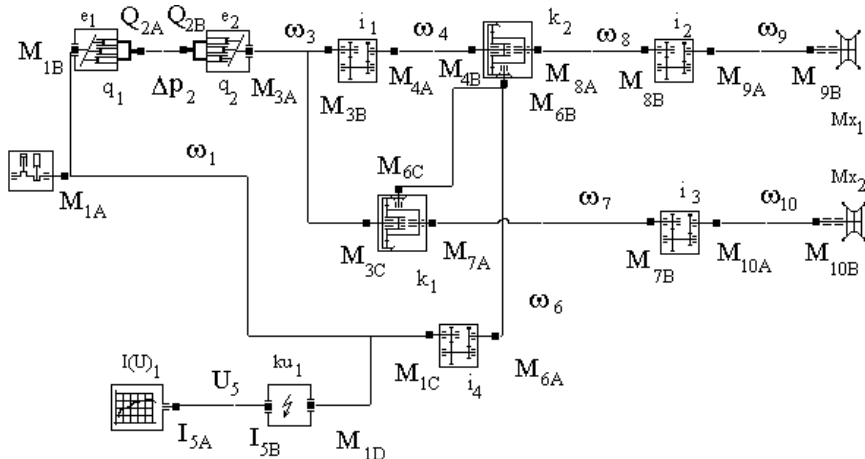 e₁ Q₂A Q₂B e₂
M₁B q₁ Δp₂ q₂ M₃A ω₃ i₁ ω₄ k₂ ω₈ i₂ ω₉
M₃B M₄A M₄B M₆B M₈A M₈B M₉A M₉B
Mx₁
M₁A ω₁ M₆C ω₇ i₃ ω₁₀ Mx₂
M₃C k₁ M₇A M₇B M₁₀A M₁₀B
ω₆
M₁C i₄ M₆A
I(U)₁ U₅ ku₁
I₅A I₅B M₁D